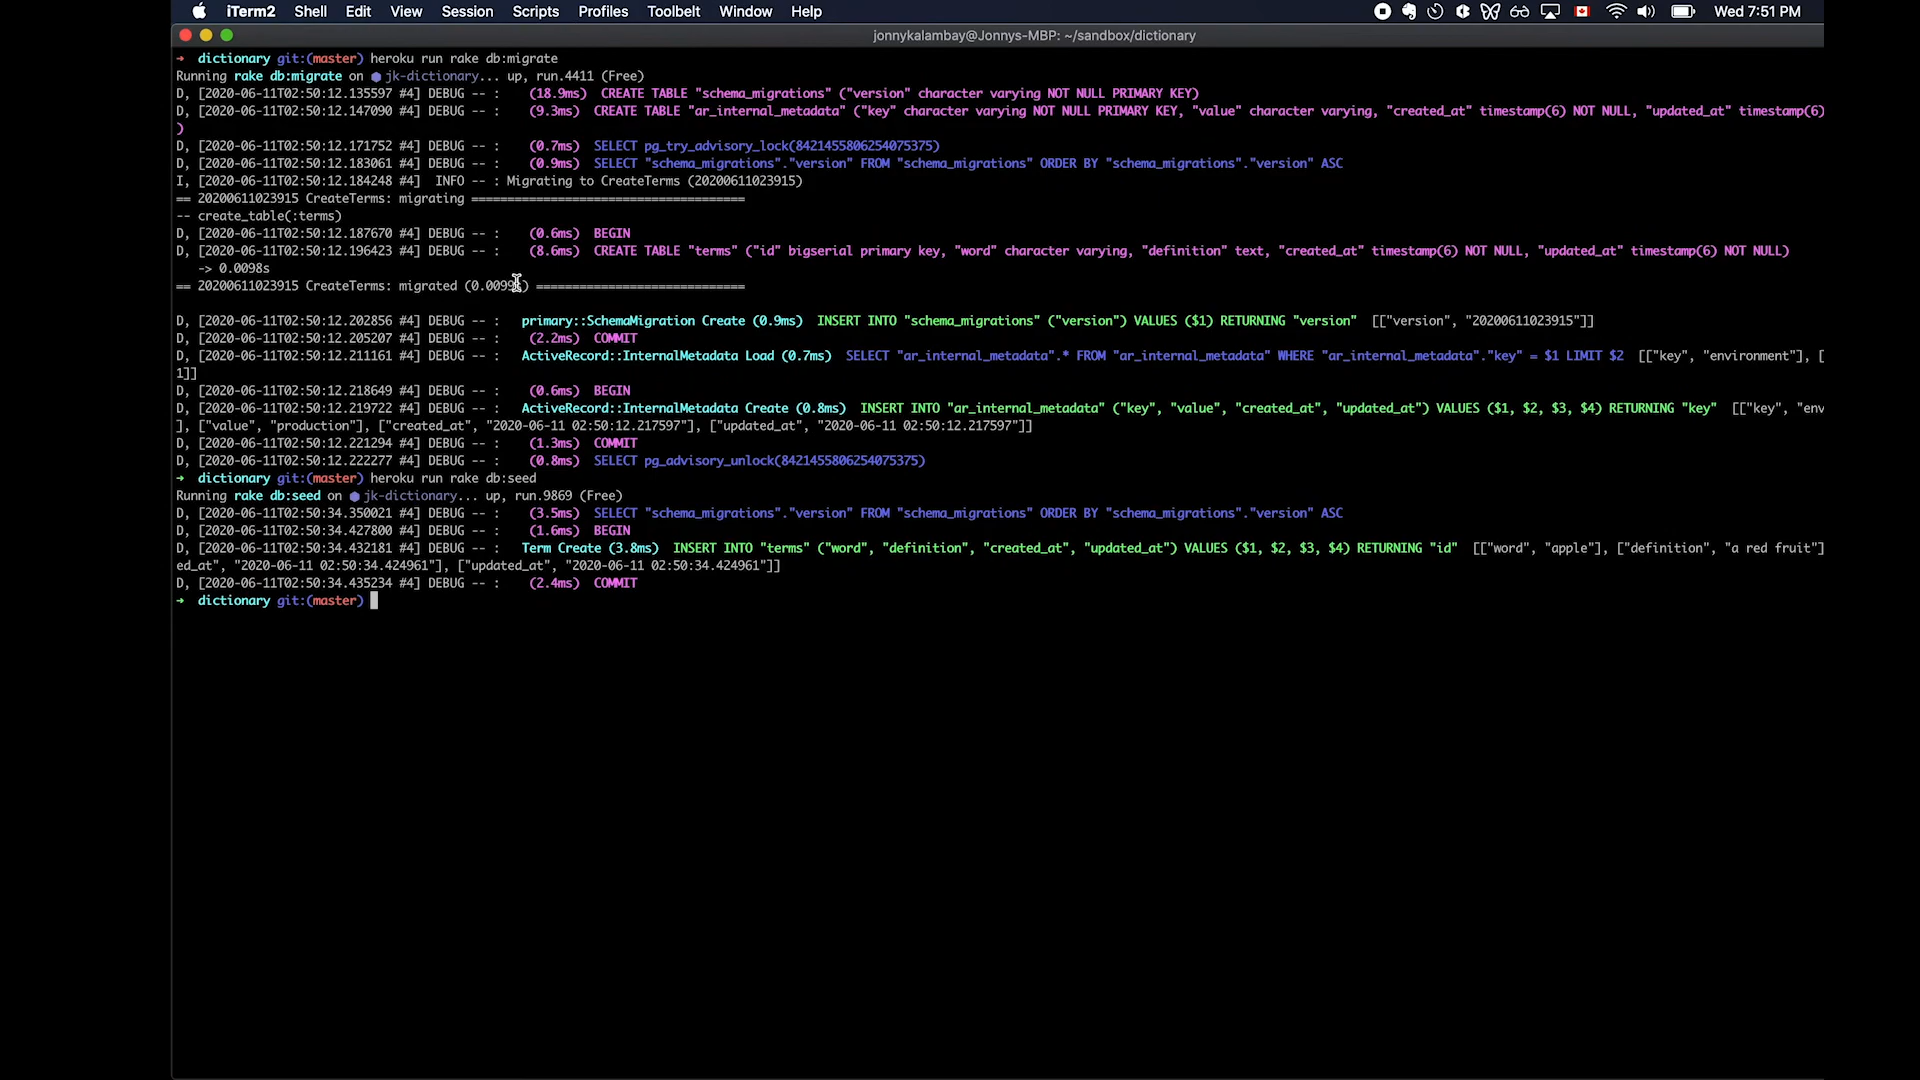 iTerm2 Shell Edit View Session Scripts Profiles Toolbelt Window Help Wed 7:51 PM
jonnykalambay@Jonnys-MBP: ~/sandbox/dictionary
→ dictionary git:(master) heroku run rake db:migrate
Running rake db:migrate on ⬢ jk-dictionary... up, run.4411 (Free)
D, [2020-06-11T02:50:12.135597 #4] DEBUG -- : (18.9ms) CREATE TABLE "schema_migrations" ("version" character varying NOT NULL PRIMARY KEY)
D, [2020-06-11T02:50:12.147090 #4] DEBUG -- : (9.3ms) CREATE TABLE "ar_internal_metadata" ("key" character varying NOT NULL PRIMARY KEY, "value" character varying, "created_at" timestamp(6) NOT NULL, "updated_at" timestamp(6)
)
D, [2020-06-11T02:50:12.171752 #4] DEBUG -- : (0.7ms) SELECT pg_try_advisory_lock(8421455806254075375)
D, [2020-06-11T02:50:12.183061 #4] DEBUG -- : (0.9ms) SELECT "schema_migrations"."version" FROM "schema_migrations" ORDER BY "schema_migrations"."version" ASC
I, [2020-06-11T02:50:12.184248 #4] INFO -- : Migrating to CreateTerms (20200611023915)
== 20200611023915 CreateTerms: migrating ======================================
-- create_table(:terms)
D, [2020-06-11T02:50:12.187670 #4] DEBUG -- : (0.6ms) BEGIN
D, [2020-06-11T02:50:12.196423 #4] DEBUG -- : (8.6ms) CREATE TABLE "terms" ("id" bigserial primary key, "word" character varying, "definition" text, "created_at" timestamp(6) NOT NULL, "updated_at" timestamp(6) NOT NULL)
-> 0.0098s
== 20200611023915 CreateTerms: migrated (0.0099s) =============================
D, [2020-06-11T02:50:12.202856 #4] DEBUG -- : primary::SchemaMigration Create (0.9ms) INSERT INTO "schema_migrations" ("version") VALUES ($1) RETURNING "version" [["version", "20200611023915"]]
D, [2020-06-11T02:50:12.205207 #4] DEBUG -- : (2.2ms) COMMIT
D, [2020-06-11T02:50:12.211161 #4] DEBUG -- : ActiveRecord::InternalMetadata Load (0.7ms) SELECT "ar_internal_metadata".* FROM "ar_internal_metadata" WHERE "ar_internal_metadata"."key" = $1 LIMIT $2 [["key", "environment"], [
1]]
D, [2020-06-11T02:50:12.218649 #4] DEBUG -- : (0.6ms) BEGIN
D, [2020-06-11T02:50:12.219722 #4] DEBUG -- : ActiveRecord::InternalMetadata Create (0.8ms) INSERT INTO "ar_internal_metadata" ("key", "value", "created_at", "updated_at") VALUES ($1, $2, $3, $4) RETURNING "key" [["key", "env
], ["value", "production"], ["created_at", "2020-06-11 02:50:12.217597"], ["updated_at", "2020-06-11 02:50:12.217597"]]
D, [2020-06-11T02:50:12.221294 #4] DEBUG -- : (1.3ms) COMMIT
D, [2020-06-11T02:50:12.222277 #4] DEBUG -- : (0.8ms) SELECT pg_advisory_unlock(8421455806254075375)
→ dictionary git:(master) heroku run rake db:seed
Running rake db:seed on ⬢ jk-dictionary... up, run.9869 (Free)
D, [2020-06-11T02:50:34.350021 #4] DEBUG -- : (3.5ms) SELECT "schema_migrations"."version" FROM "schema_migrations" ORDER BY "schema_migrations"."version" ASC
D, [2020-06-11T02:50:34.427800 #4] DEBUG -- : (1.6ms) BEGIN
D, [2020-06-11T02:50:34.432181 #4] DEBUG -- : Term Create (3.8ms) INSERT INTO "terms" ("word", "definition", "created_at", "updated_at") VALUES ($1, $2, $3, $4) RETURNING "id" [["word", "apple"], ["definition", "a red fruit"]
ed_at", "2020-06-11 02:50:34.424961"], ["updated_at", "2020-06-11 02:50:34.424961"]]
D, [2020-06-11T02:50:34.435234 #4] DEBUG -- : (2.4ms) COMMIT
→ dictionary git:(master)